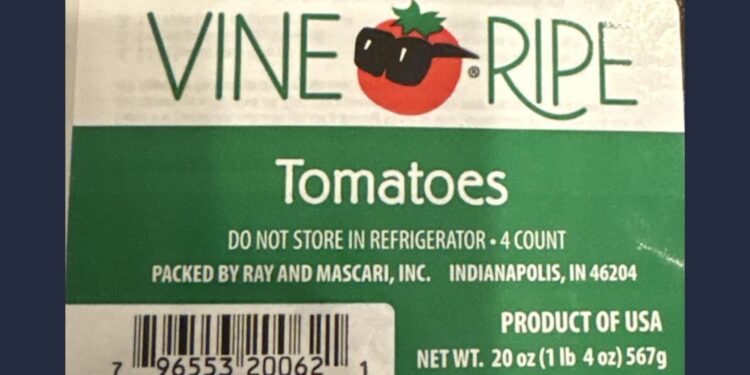 VINE ® RIPE
Tomatoes
DO NOT STORE IN REFRIGERATOR • 4 COUNT
PACKED BY RAY AND MASCARI, INC. INDIANAPOLIS, IN 46204
PRODUCT OF USA
NET WT. 20 oz (1 lb 4 oz) 567g
7 96553 20062 1